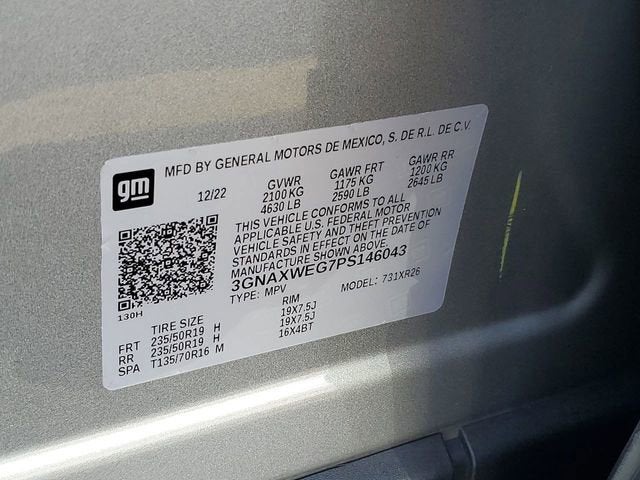 gm
MFD BY GENERAL MOTORS DE MEXICO, S. DE R.L. DE C.V.
12/22
GVWR GAWR FRT GAWR RR
2100 KG 1175 KG 1200 KG
4630 LB 2590 LB 2645 LB
THIS VEHICLE CONFORMS TO ALL
APPLICABLE U.S. FEDERAL MOTOR
VEHICLE SAFETY AND THEFT PREVENTION
STANDARDS IN EFFECT ON THE DATE OF
MANUFACTURE SHOWN ABOVE.
3GNAXWEG7PS146043
TYPE: MPV MODEL: 731XR26
130H
TIRE SIZE RIM
FRT 235/50R19 H 19X7.5J
RR 235/50R19 H 19X7.5J
SPA T135/70R16 M 16X4BT